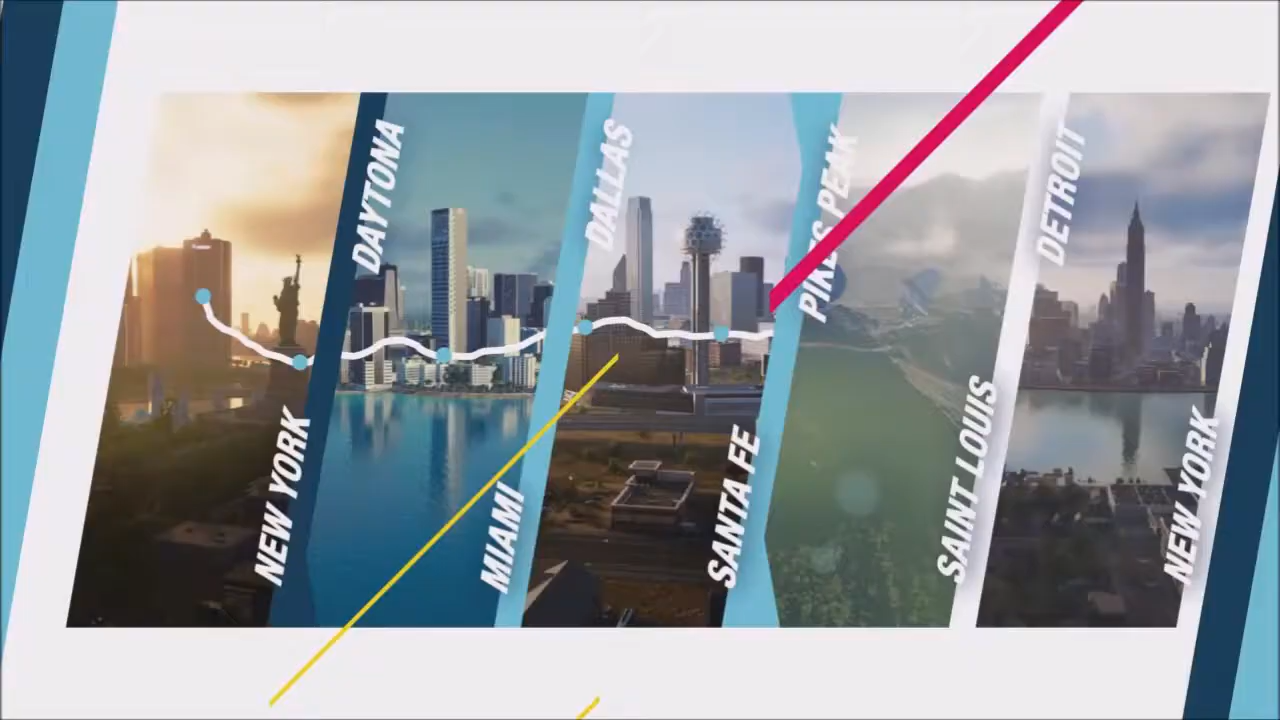 NEW YORK
DAYTONA
MIAMI
DALLAS
SANTA FE
PIKES PEAK
SAINT LOUIS
DETROIT
NEW YORK